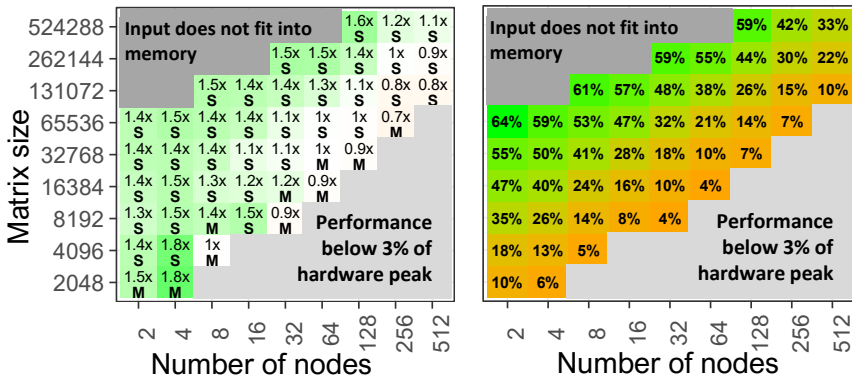 524288
262144
131072
65536
32768
16384
8192
4096
2048
Matrix size
Input does not fit into
memory
1.6x 1.2x 1.1x
S S S
1.5x 1.5x 1.4x 1x 0.9x
S S S S S
1.5x 1.4x 1.4x 1.3x 1.1x 0.8x 0.8x
S S S S S S S
1.4x 1.5x 1.4x 1.4x 1.1x 1x 1x 0.7x
S S S S S S S M
1.4x 1.4x 1.4x 1.1x 1.1x 1x 0.9x
S S S S S M M
1.4x 1.5x 1.3x 1.2x 1.2x 0.9x
S S S S M M
1.3x 1.5x 1.4x 1.5x 0.9x
S S M S M
1.4x 1.8x 1x
S S M
1.5x 1.8x
M M
Performance
below 3% of
hardware peak
2 4 8 16 32 64 128 256 512
Number of nodes
Input does not fit into
memory
59% 42% 33%
59% 55% 44% 30% 22%
61% 57% 48% 38% 26% 15% 10%
64% 59% 53% 47% 32% 21% 14% 7%
55% 50% 41% 28% 18% 10% 7%
47% 40% 24% 16% 10% 4%
35% 26% 14% 8% 4%
18% 13% 5%
10% 6%
Performance
below 3% of
hardware peak
2 4 8 16 32 64 128 256 512
Number of nodes